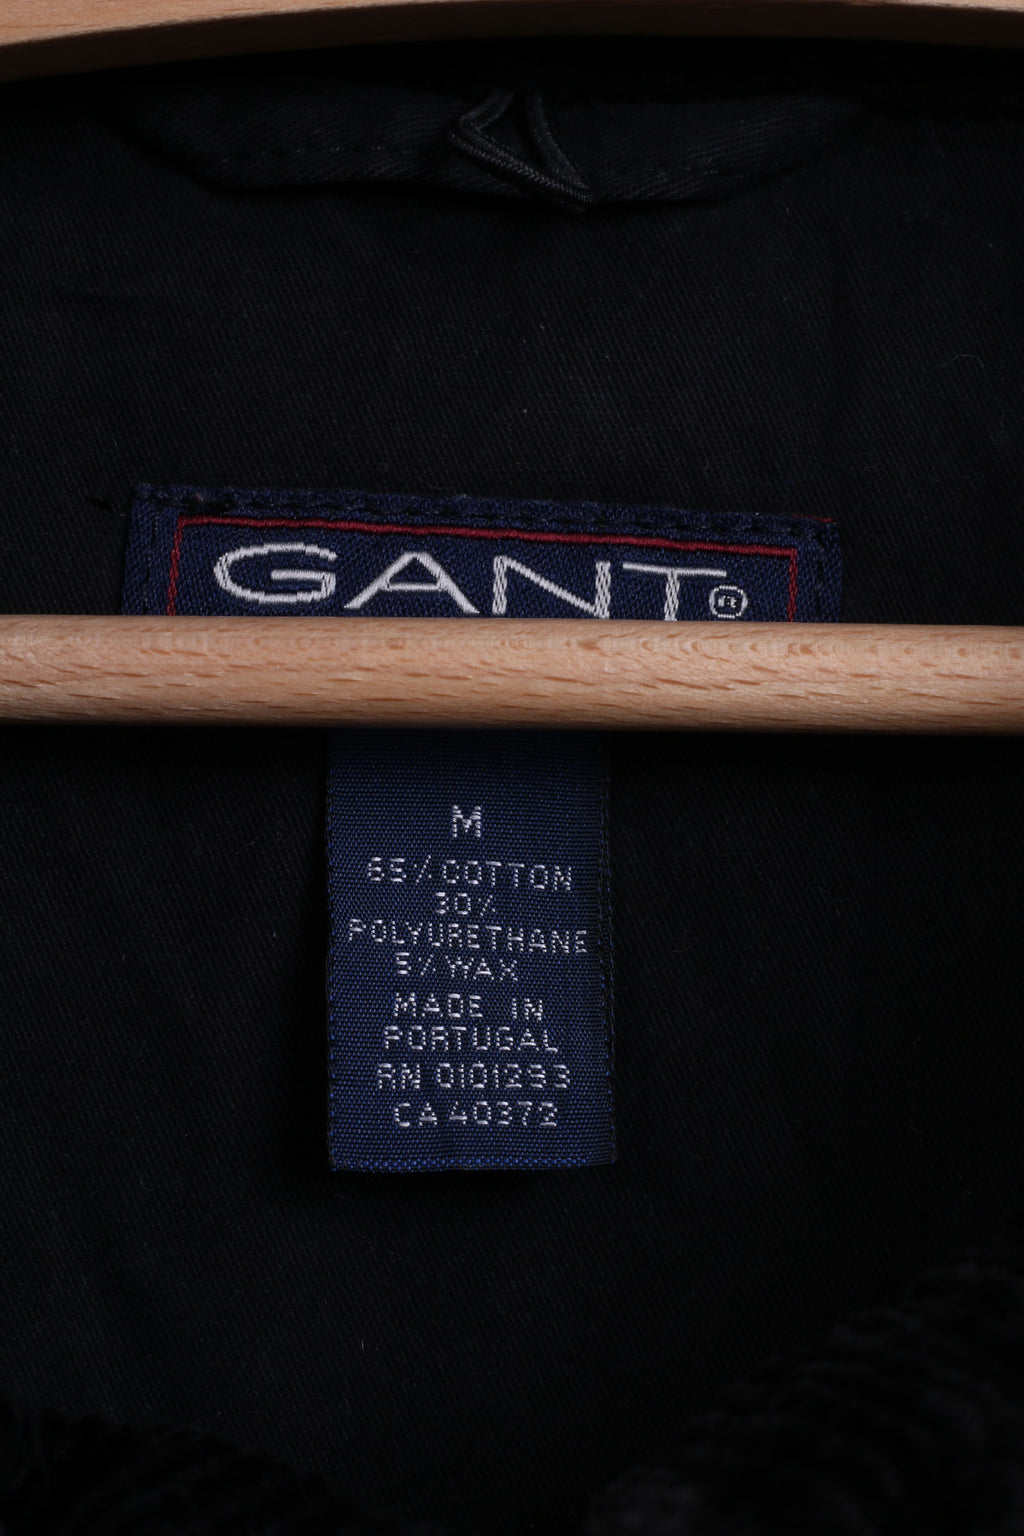 GANT®
M
65% COTTON
30%
POLYURETHANE
5% WAX
MADE IN
PORTUGAL
RN 0101293
CA 40372